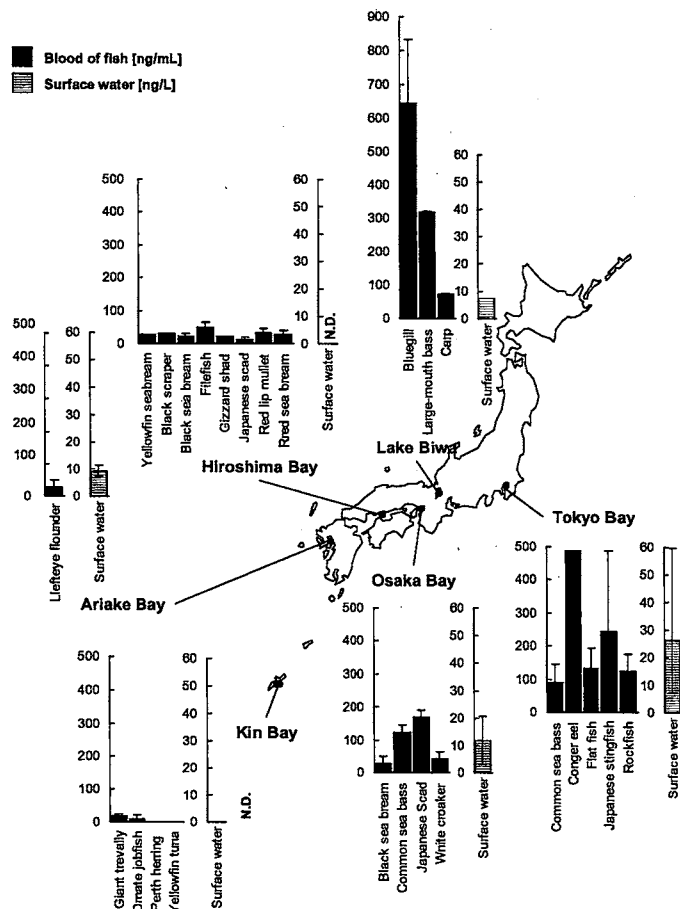 Blood of fish [ng/mL]
Surface water [ng/L]
900
800
700
600
500
400
300
200
100
0
Bluegill
Large-mouth bass
Carp
60
50
40
30
20
10
0
Surface water
500
400
300
200
100
0
Yellowfin seabream
Black scraper
Black sea bream
Filefish
Gizzard shad
Japanese scad
Red lip mullet
Rred sea bream
60
50
40
30
20
10
0
N.D.
Surface water
500
400
300
200
100
0
Llefteye flounder
60
50
40
30
20
10
0
Surface water
Lake Biwa
Hiroshima Bay
Tokyo Bay
Osaka Bay
Ariake Bay
Kin Bay
500
400
300
200
100
0
Common sea bass
Conger eel
Flat fish
Japanese stingfish
Rockfish
60
50
40
30
20
10
0
Surface water
500
400
300
200
100
0
Black sea bream
Common sea bass
Japanese Scad
Wnite croaker
60
50
40
30
20
10
0
Surface water
500
400
300
200
100
0
Giant trevally
Ornate jobfish
Perth herring
Yellowfin tuna
60
50
40
30
20
10
0
N.D.
Surface water